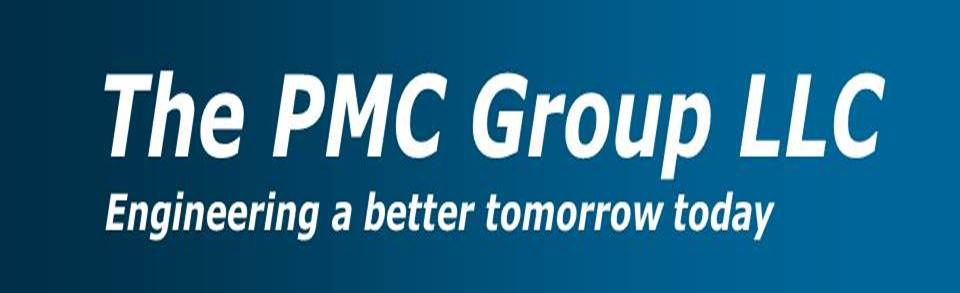 The PMC Group LLC
Engineering a better tomorrow today